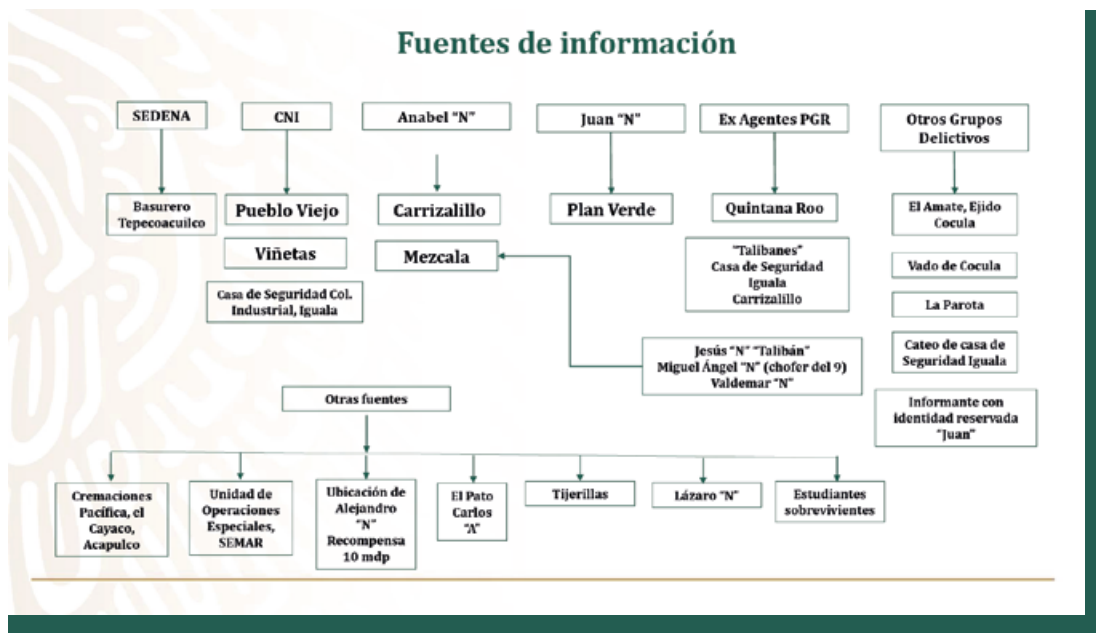 Fuentes de información
SEDENA
CNI
Anabel "N"
Juan "N"
Ex Agentes PGR
Otros Grupos
Delictivos
Basurero
Tepecoacuilco
Pueblo Viejo
Carrizalillo
Plan Verde
Quintana Roo
El Amate, Ejido
Cocula
Viñetas
Mezcala
"Talibanes"
Casa de Seguridad
Iguala
Carrizalillo
Vado de Cocula
Casa de Seguridad Col.
Industrial, Iguala
La Parota
Jesús "N" "Talibán"
Miguel Ángel "N" (chofer del 9)
Valdemar "N"
Cateo de casa de
Seguridad Iguala
Otras fuentes
Informante con
identidad reservada
"Juan"
Cremaciones
Pacífica, el
Cayaco,
Acapulco
Unidad de
Operaciones
Especiales,
SEMAR
Ubicación de
Alejandro
"N"
Recompensa
10 mdp
El Pato
Carlos
"A"
Tijerillas
Lázaro "N"
Estudiantes
sobrevivientes